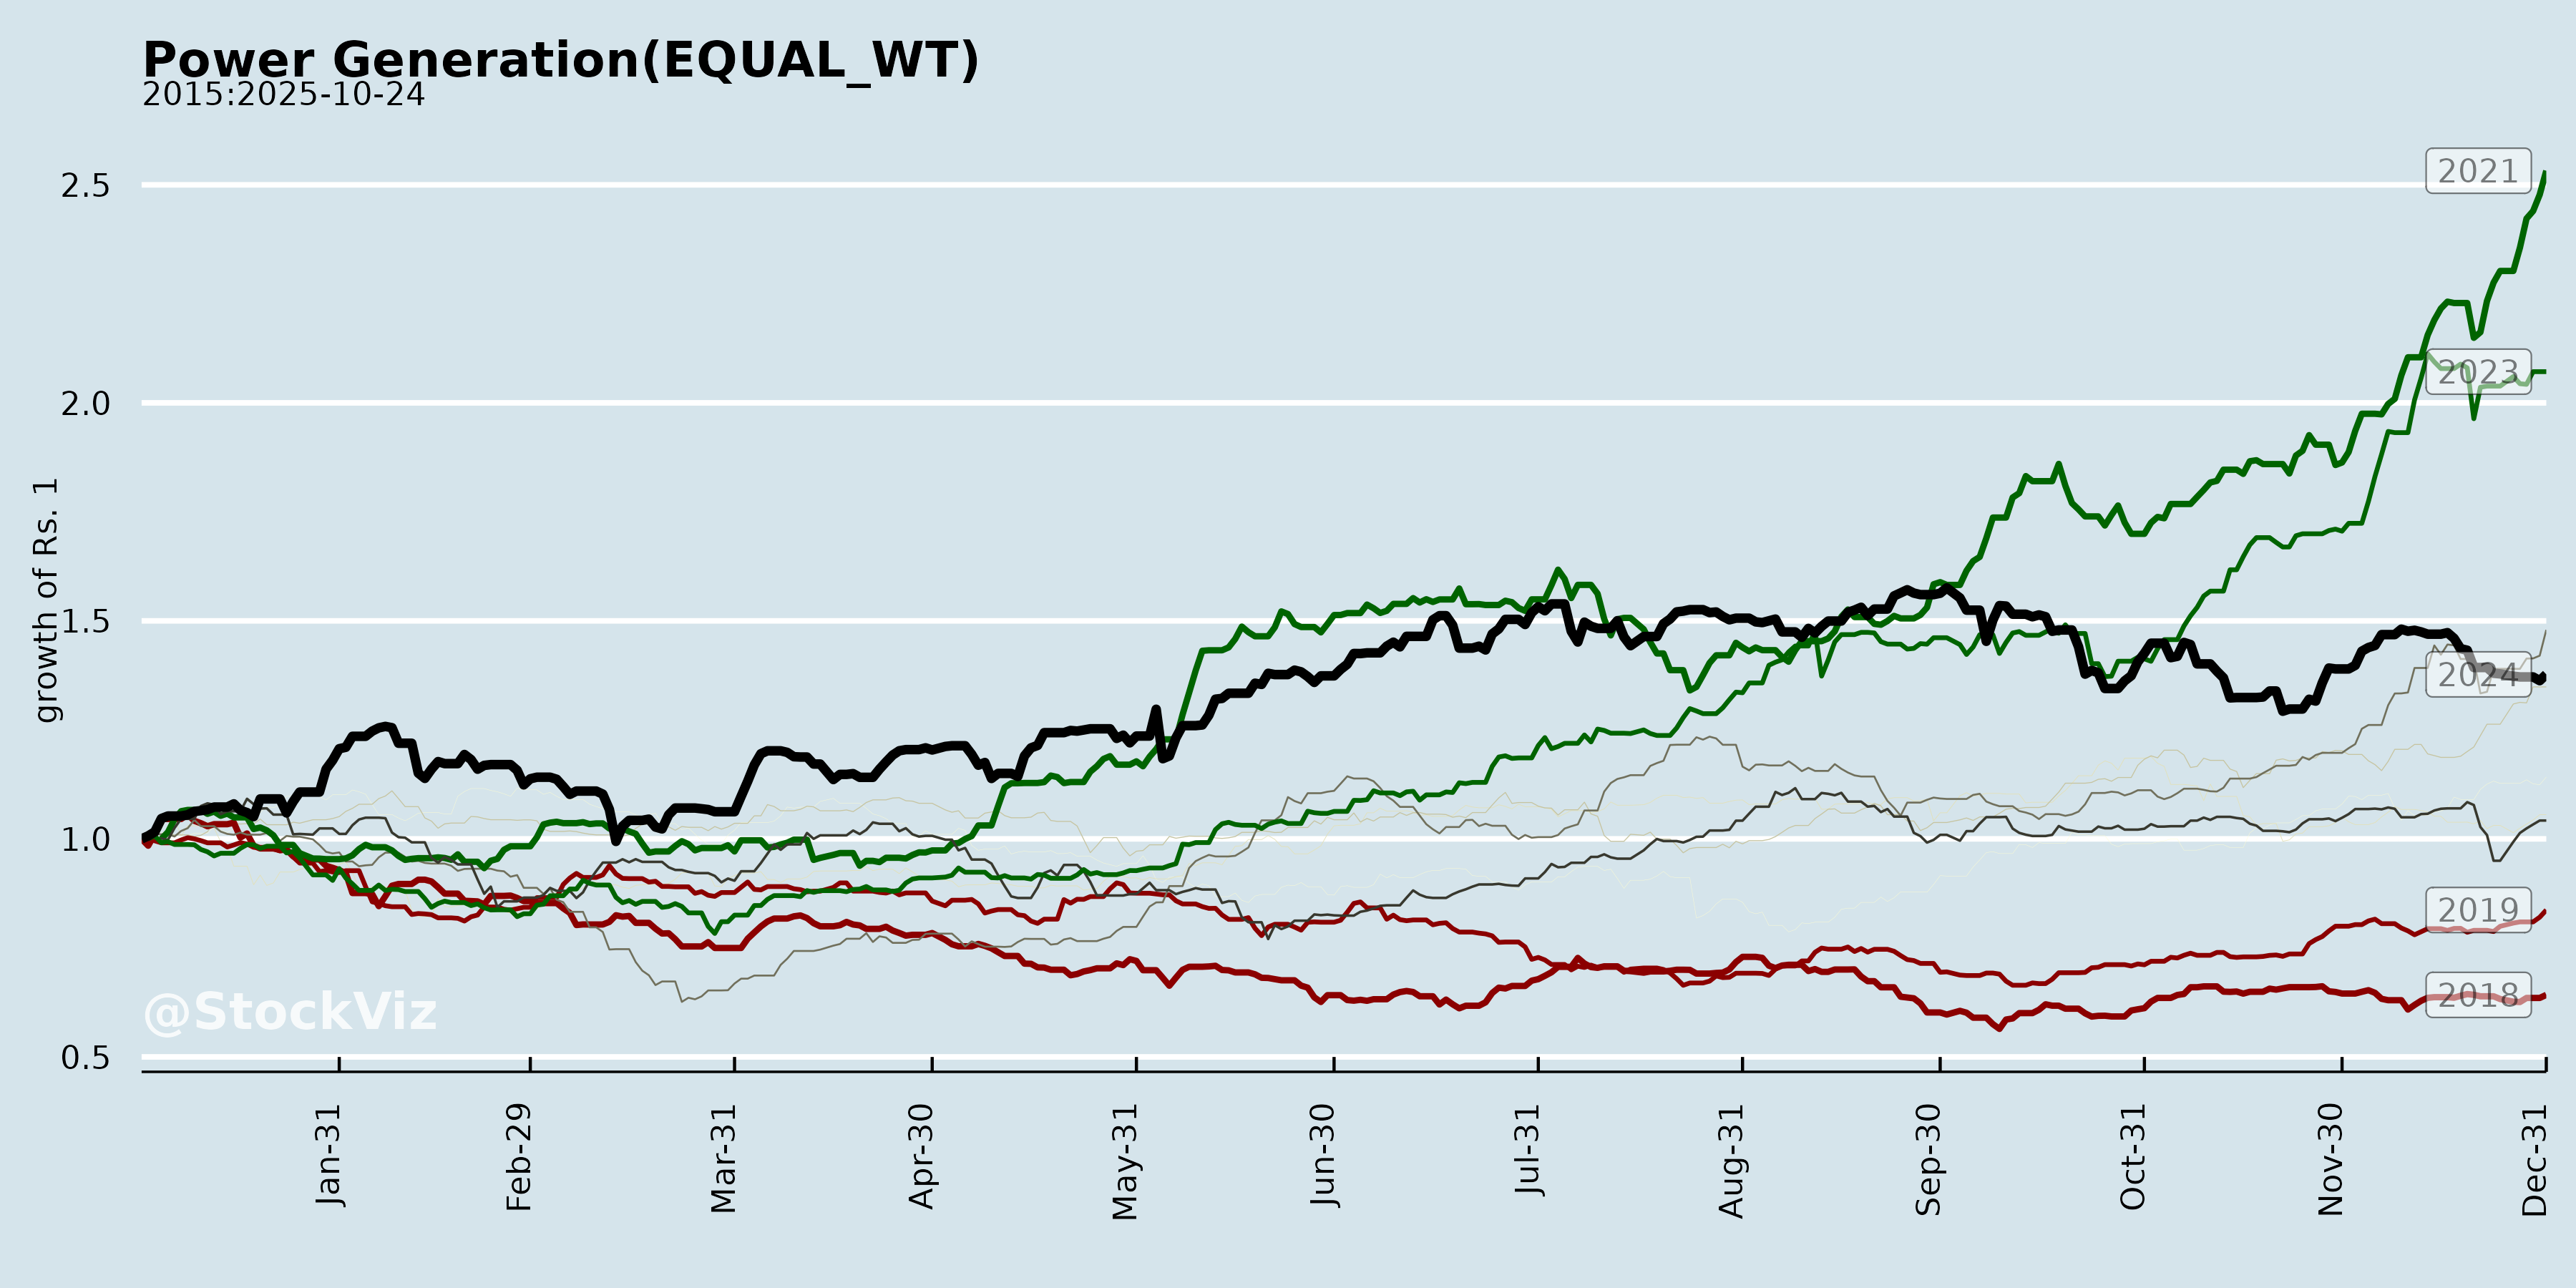 Power Generation(EQUAL_WT)
2015:2025-10-24
growth of Rs. 1
2.5
2.0
1.5
1.0
0.5
2021
2023
2024
2019
2018
@StockViz
Jan-31
Feb-29
Mar-31
Apr-30
May-31
Jun-30
Jul-31
Aug-31
Sep-30
Oct-31
Nov-30
Dec-31